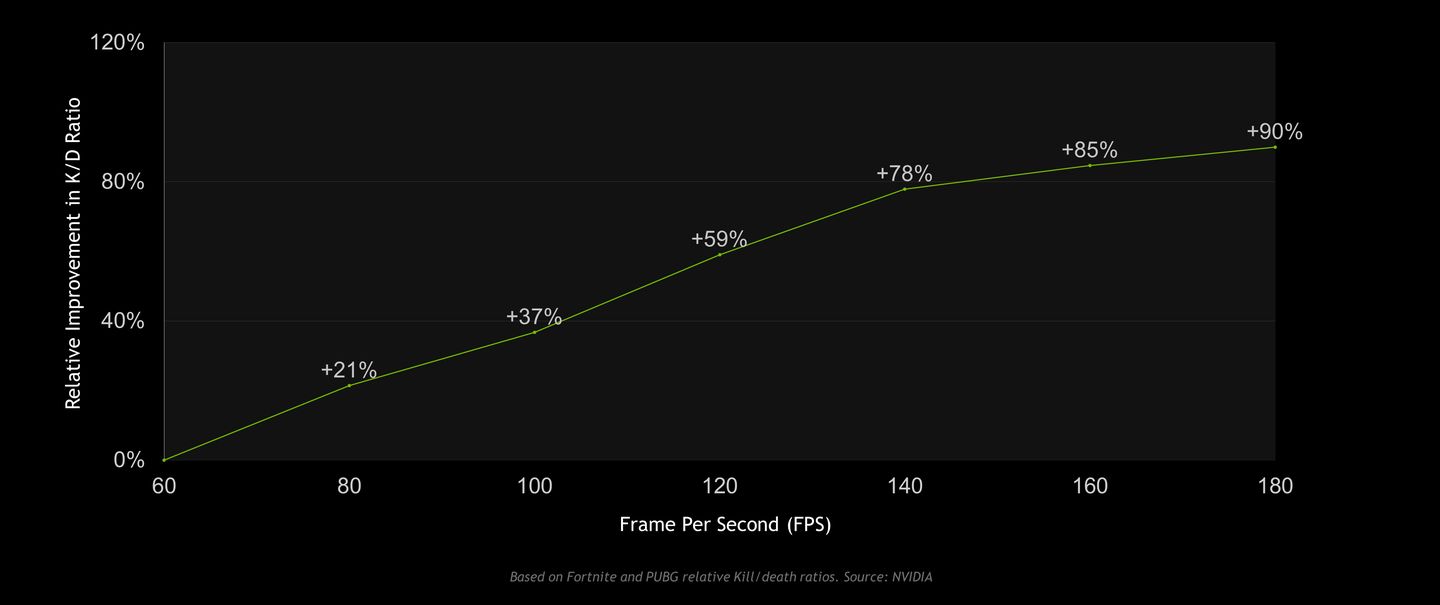 120%
80%
40%
0%
Relative Improvement in K/D Ratio
+21%
+37%
+59%
+78%
+85%
+90%
60 80 100 120 140 160 180
Frame Per Second (FPS)
Based on Fortnite and PUBG relative Kill/death ratios. Source: NVIDIA